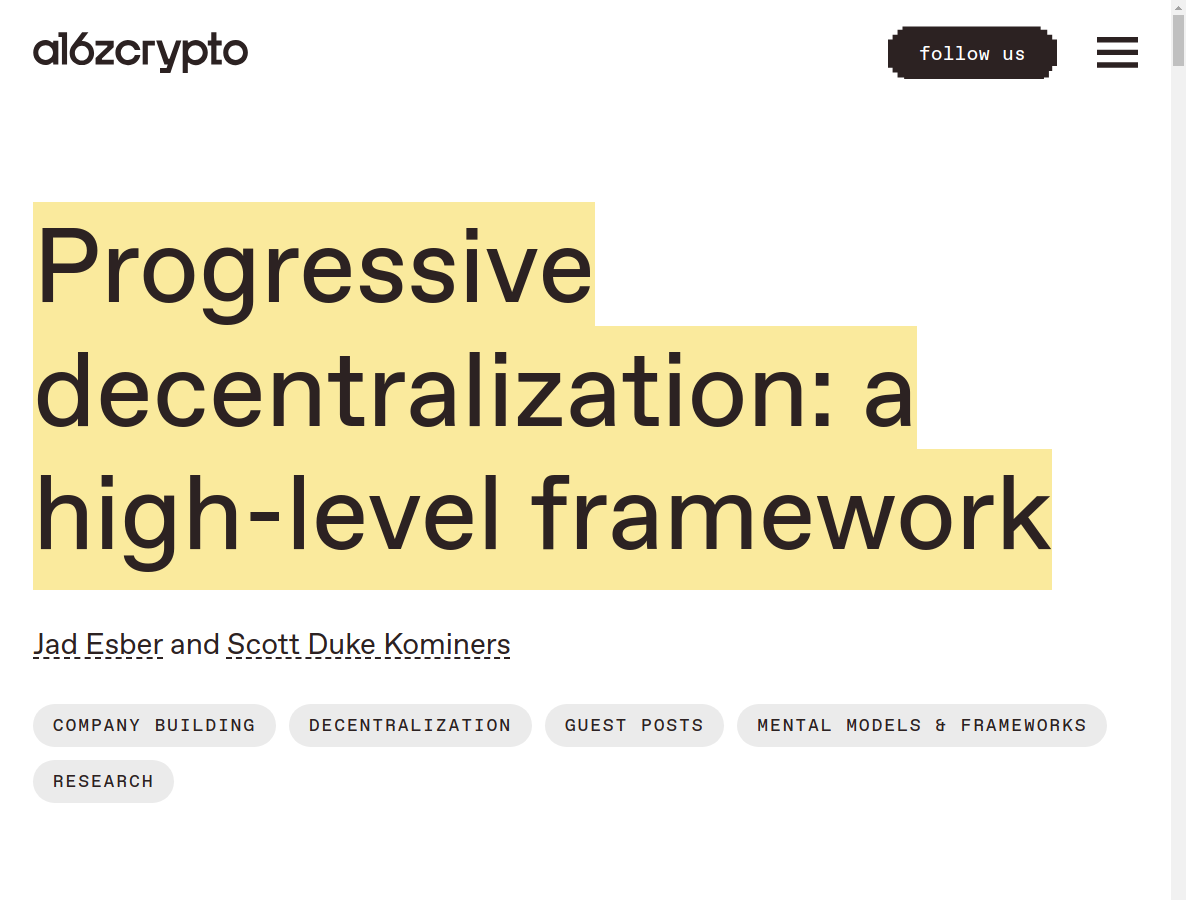 a16zcrypto
follow us
Progressive
decentralization: a
high-level framework
Jad Esber and Scott Duke Kominers
COMPANY BUILDING
DECENTRALIZATION
GUEST POSTS
MENTAL MODELS & FRAMEWORKS
RESEARCH